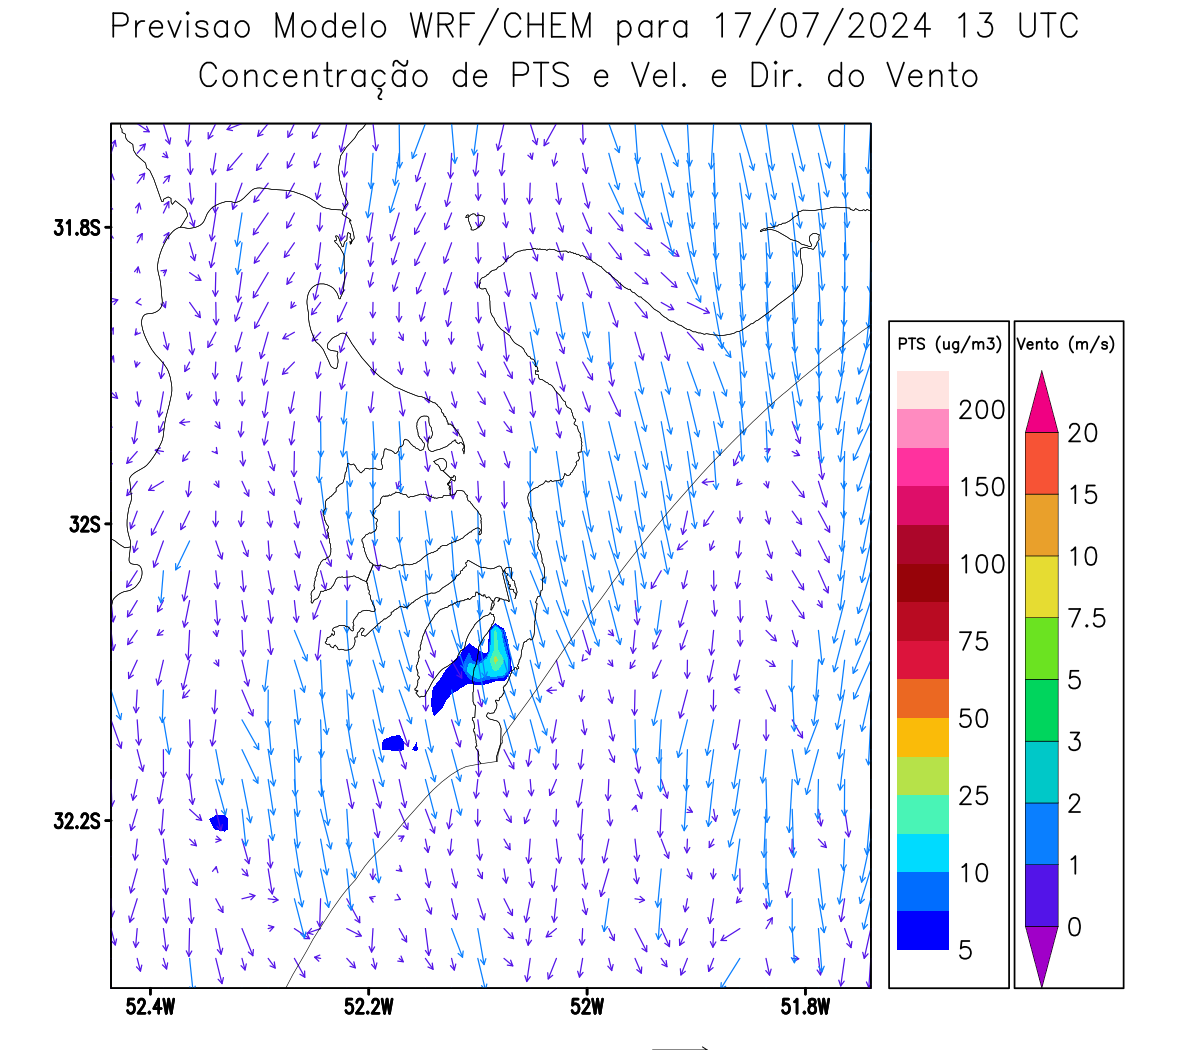 Previsao Modelo WRF/CHEM para 17/07/2024 13 UTC
Concentração de PTS e Vel. e Dir. do Vento
31.8S
32S
32.2S
52.4W
52.2W
52W
51.8W
PTS (ug/m3)
200
150
100
75
50
25
10
5
Vento (m/s)
20
15
10
7.5
5
3
2
1
0